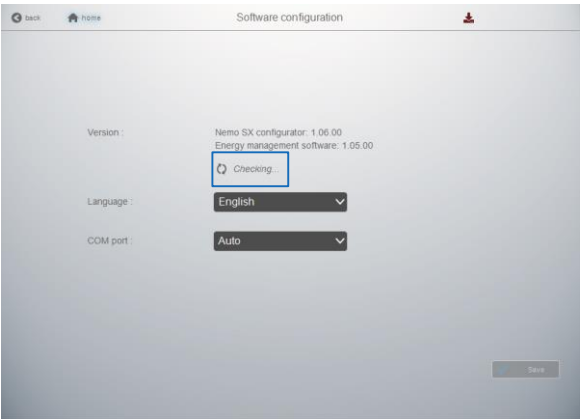 back
home
Software configuration
Version :
Nemo SX configurator: 1.06.00
Energy management software: 1.05.00
Checking...
Language :
English
COM port :
Auto
Save